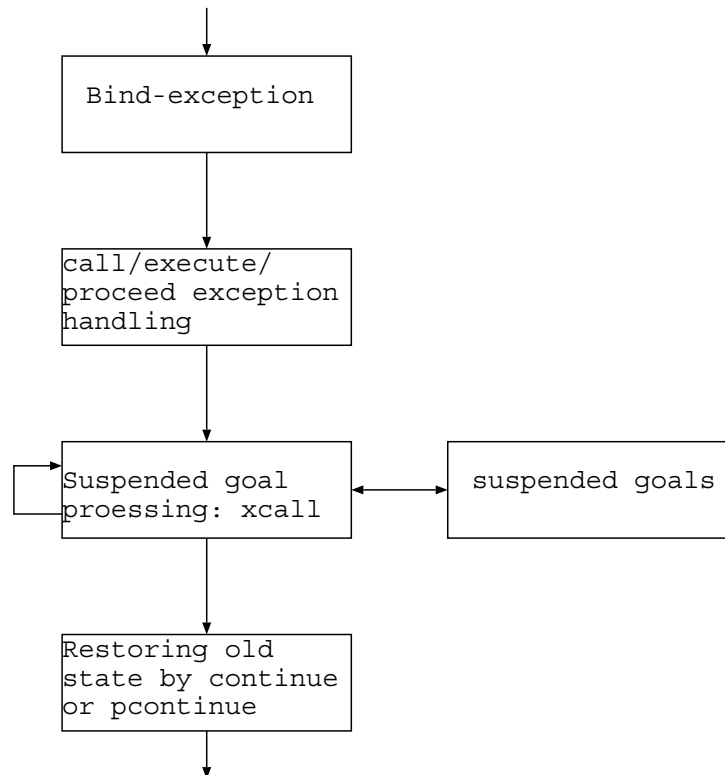 Bind-exception
call/execute/
proceed exception
handling
Suspended goal
proessing: xcall
suspended goals
Restoring old
state by continue
or pcontinue